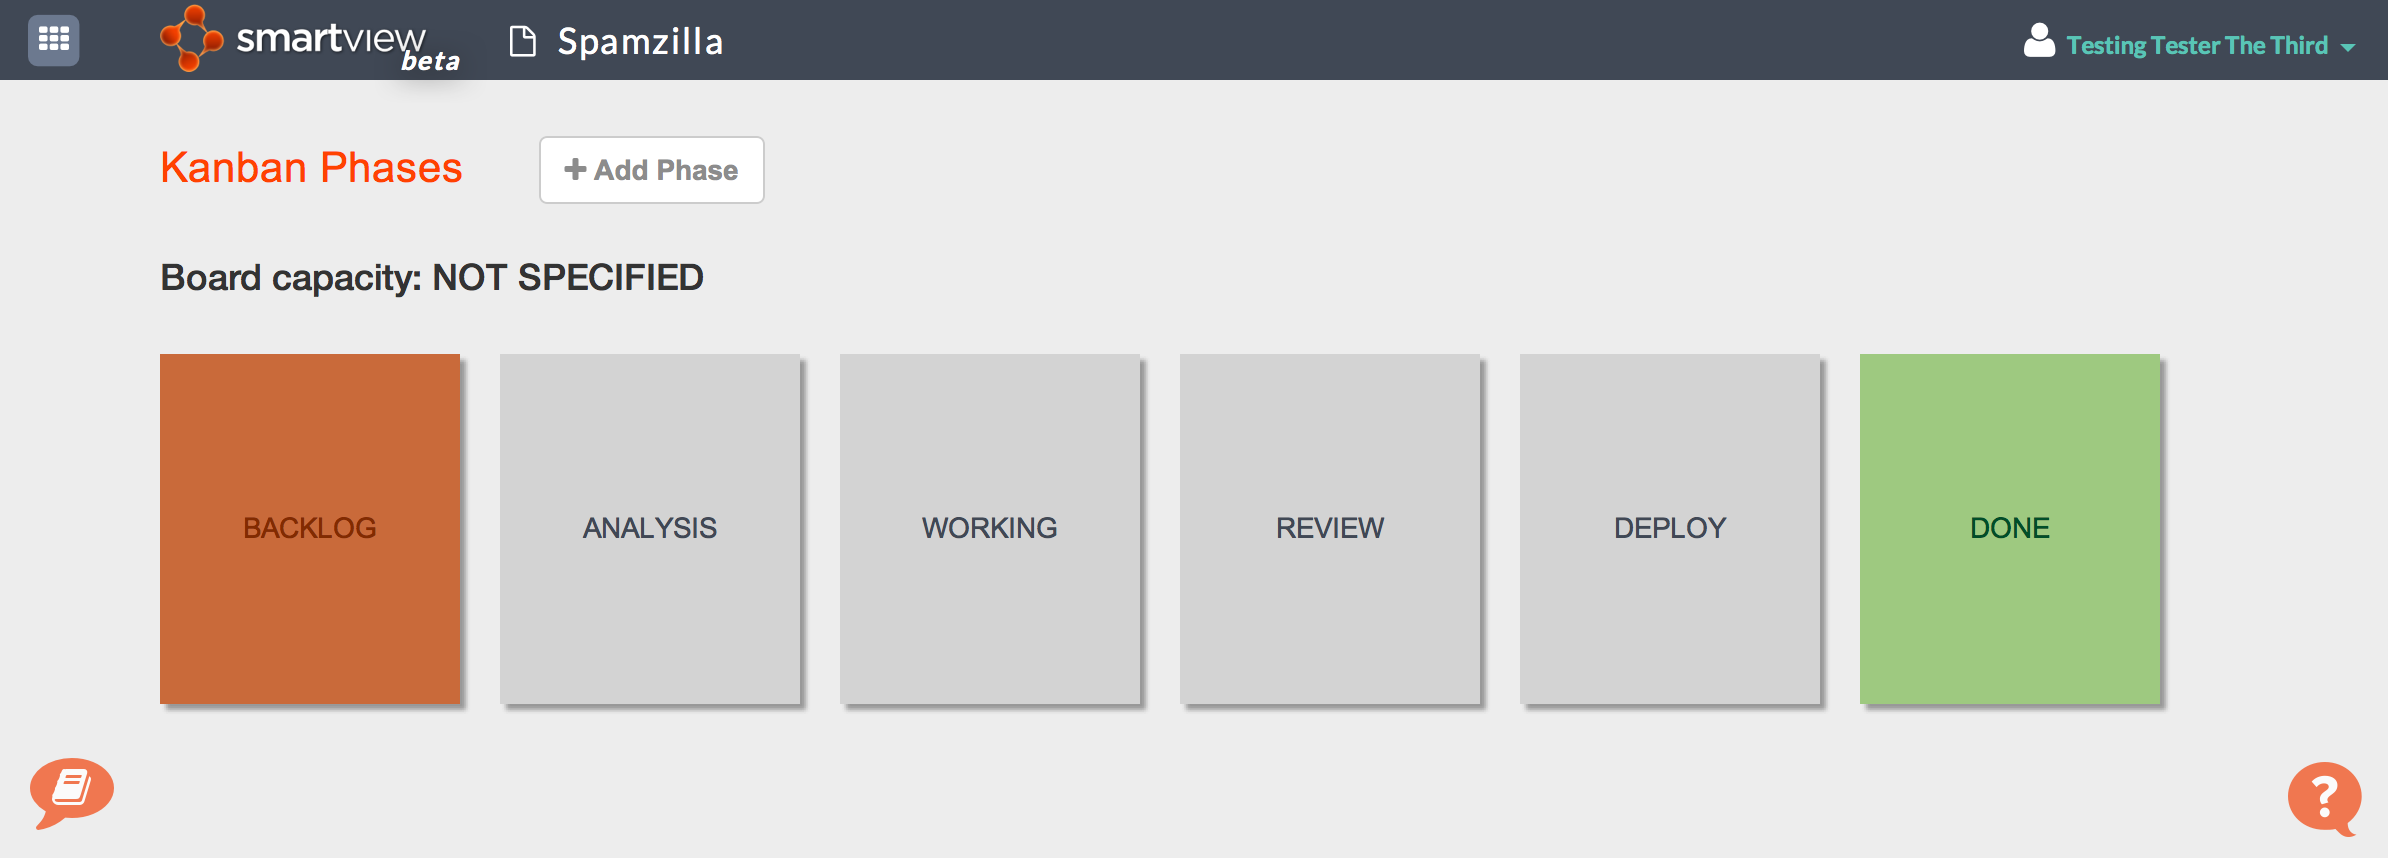 smartview
beta
Spamzilla
Testing Tester The Third
Kanban Phases
+ Add Phase
Board capacity: NOT SPECIFIED
BACKLOG
ANALYSIS
WORKING
REVIEW
DEPLOY
DONE
?